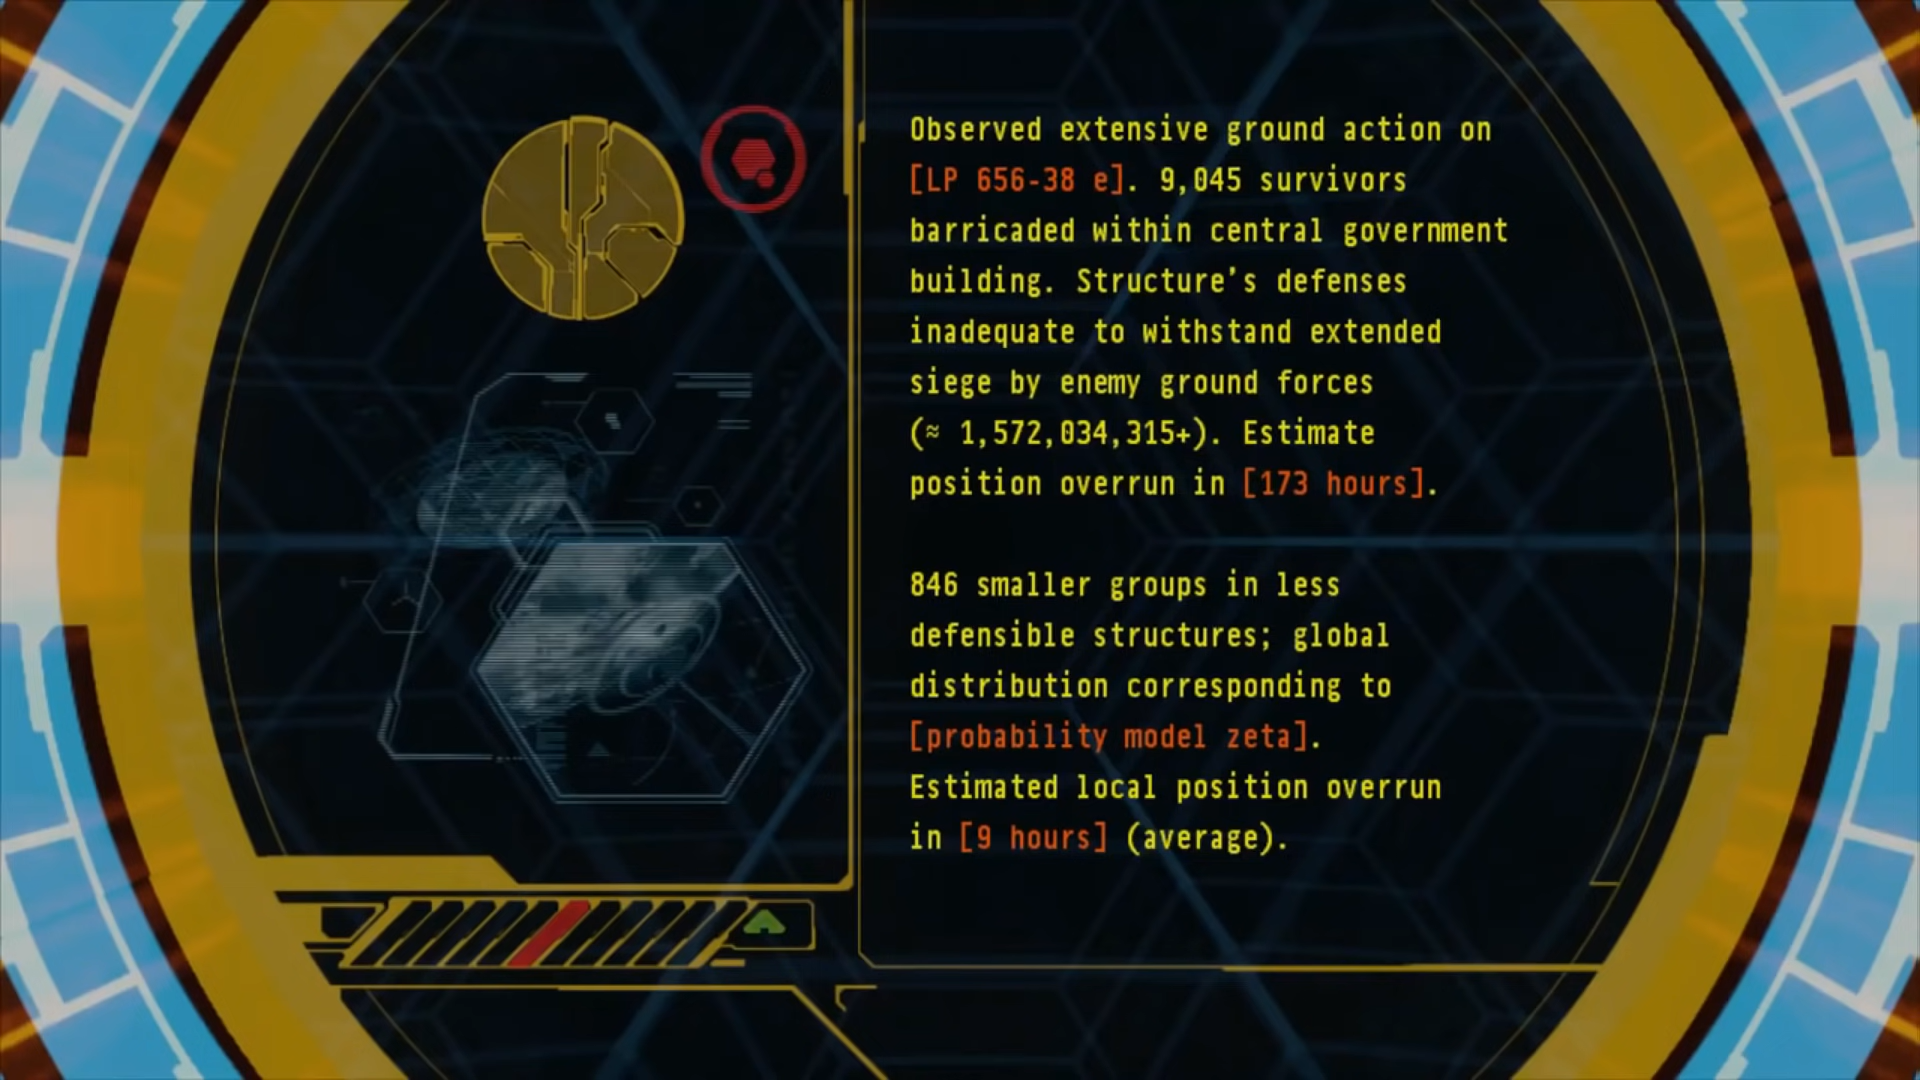 Observed extensive ground action on
[LP 656-38 e]. 9,045 survivors
barricaded within central government
building. Structure’s defenses
inadequate to withstand extended
siege by enemy ground forces
(≈ 1,572,034,315+). Estimate
position overrun in [173 hours].
846 smaller groups in less
defensible structures; global
distribution corresponding to
[probability model zeta].
Estimated local position overrun
in [9 hours] (average).